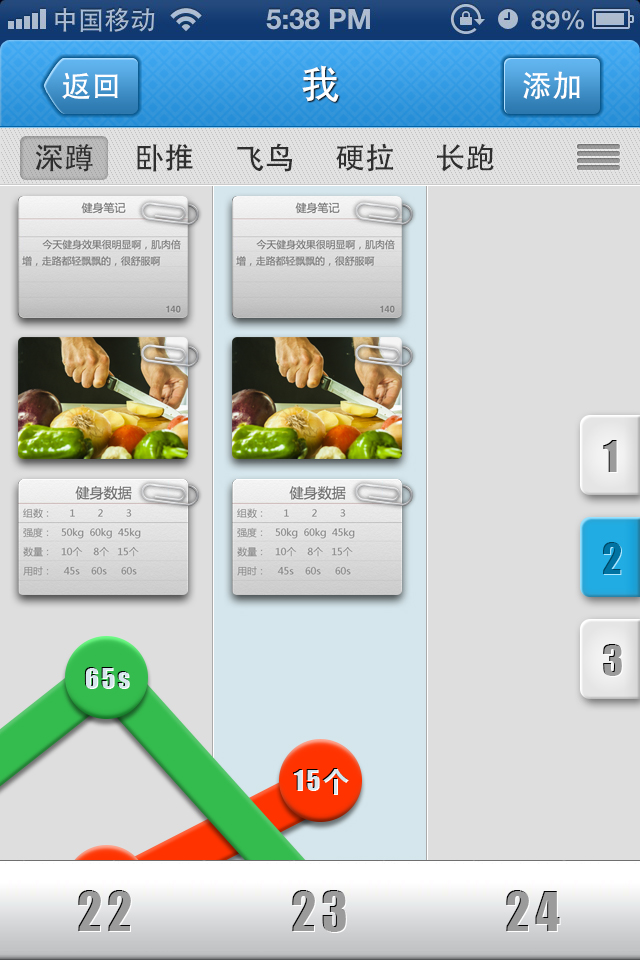 中国移动 5:38 PM 89%
返回 我 添加
深蹲 卧推 飞鸟 硬拉 长跑
健身笔记
今天健身效果很明显啊，肌肉倍
增，走路都轻飘飘的，很舒服啊
140
健身笔记
今天健身效果很明显啊，肌肉倍
增，走路都轻飘飘的，很舒服啊
140
健身数据
组数： 1 2 3
强度： 50kg 60kg 45kg
数量： 10个 8个 15个
用时： 45s 60s 60s
健身数据
组数： 1 2 3
强度： 50kg 60kg 45kg
数量： 10个 8个 15个
用时： 45s 60s 60s
1
2
3
65s
15个
22 23 24